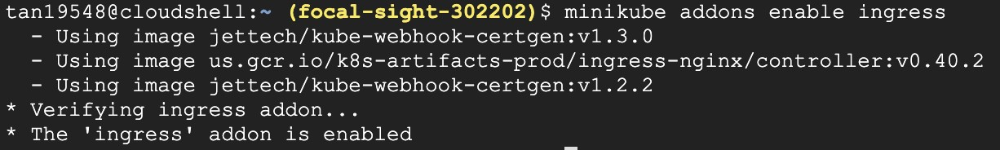 tan19548@cloudshell:~ (focal-sight-302202)$ minikube addons enable ingress
- Using image jettech/kube-webhook-certgen:v1.3.0
- Using image us.gcr.io/k8s-artifacts-prod/ingress-nginx/controller:v0.40.2
- Using image jettech/kube-webhook-certgen:v1.2.2
* Verifying ingress addon...
* The 'ingress' addon is enabled